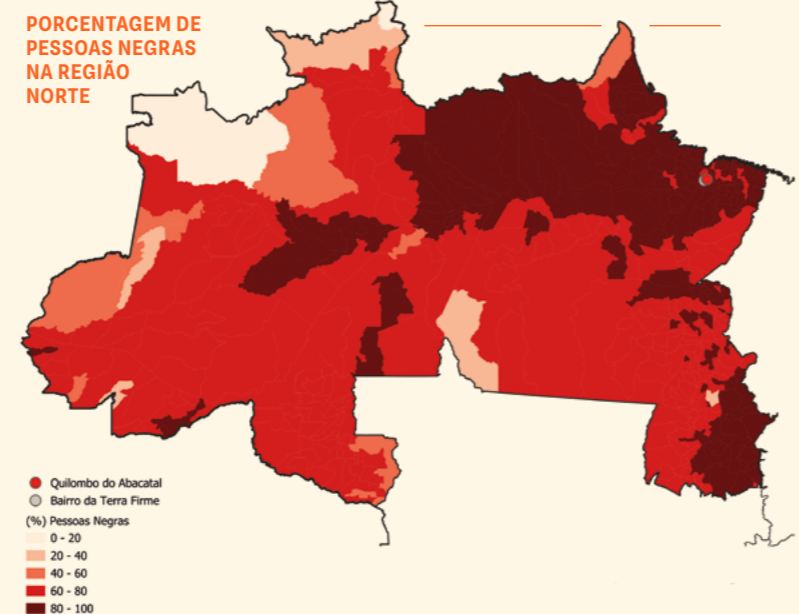 PORCENTAGEM DE
PESSOAS NEGRAS
NA REGIÃO
NORTE
Quilombo do Abacatal
Bairro da Terra Firme
(%) Pessoas Negras
0 - 20
20 - 40
40 - 60
60 - 80
80 - 100